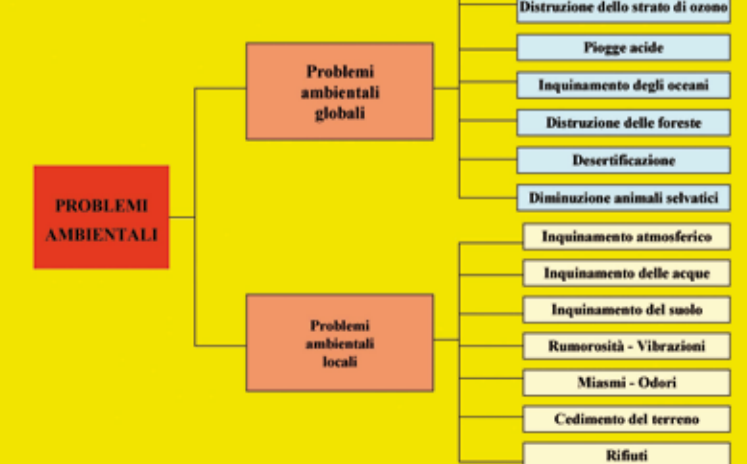 PROBLEMI
AMBIENTALI
Problemi
ambientali
globali
Distruzione dello strato di ozono
Piogge acide
Inquinamento degli oceani
Distruzione delle foreste
Desertificazione
Diminuzione animali selvatici
Problemi
ambientali
locali
Inquinamento atmosferico
Inquinamento delle acque
Inquinamento del suolo
Rumorosità - Vibrazioni
Miasmi - Odori
Cedimento del terreno
Rifiuti